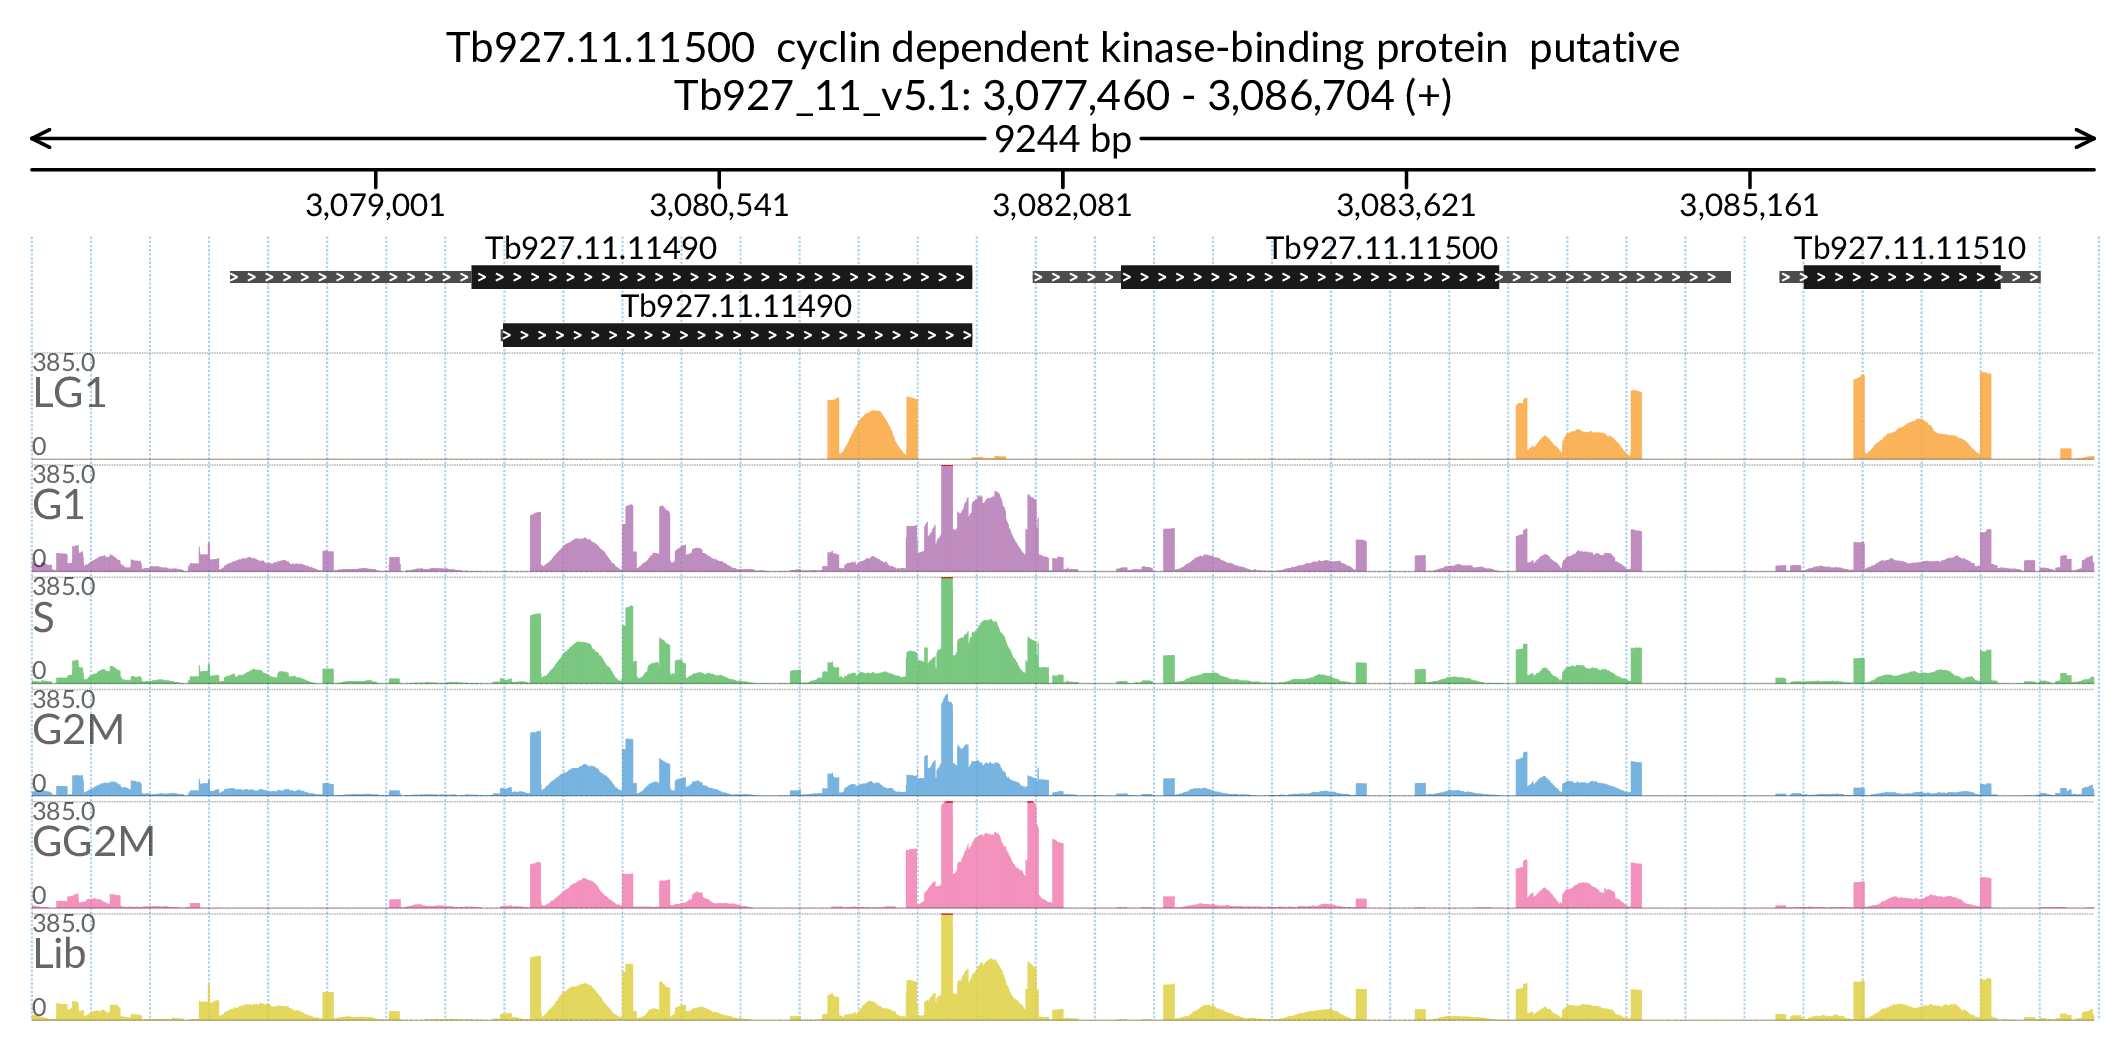 Tb927.11.11500  cyclin dependent kinase-binding protein  putative
Tb927_11_v5.1: 3,077,460 - 3,086,704 (+)
9244 bp
3,079,001 3,080,541 3,082,081 3,083,621 3,085,161
Tb927.11.11490 Tb927.11.11500 Tb927.11.11510
Tb927.11.11490
385.0
LG1
0
385.0
G1
0
385.0
S
0
385.0
G2M
0
385.0
GG2M
0
385.0
Lib
0